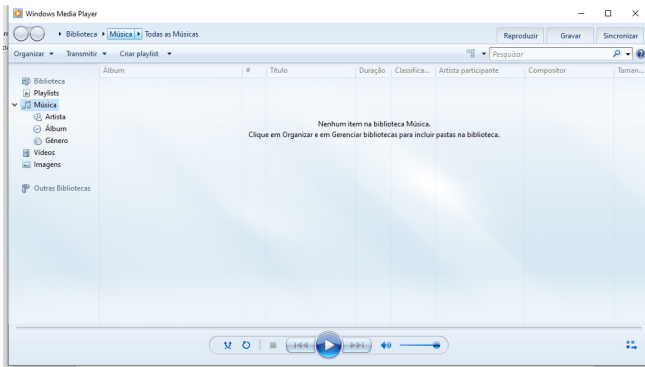 Windows Media Player
Biblioteca Música Todas as Músicas
Reproduzir Gravar Sincronizar
Organizar Transmitir Criar playlist
Pesquisar
Álbum # Título Duração Classifica... Artista participante Compositor Taman...
Biblioteca
Playlists
Música
Artista
Álbum
Gênero
Vídeos
Imagens
Outras Bibliotecas
Nenhum item na biblioteca Música.
Clique em Organizar e em Gerenciar bibliotecas para incluir pastas na biblioteca.